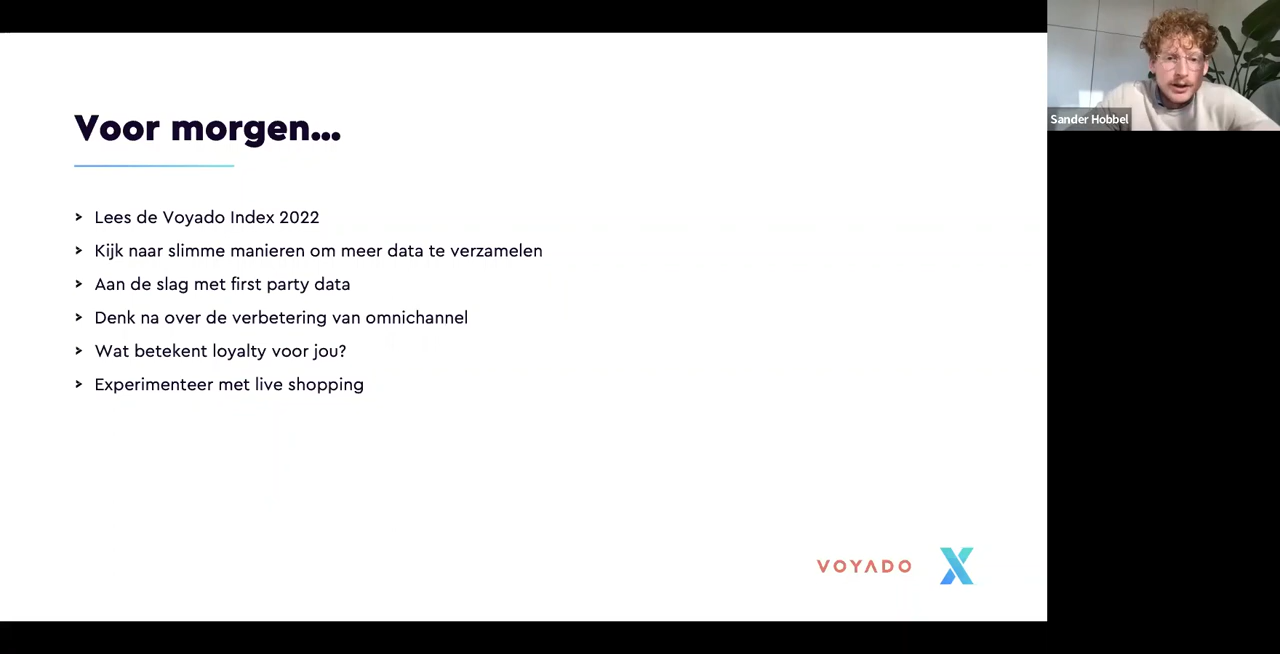 Voor morgen...
Lees de Voyado Index 2022
Kijk naar slimme manieren om meer data te verzamelen
Aan de slag met first party data
Denk na over de verbetering van omnichannel
Wat betekent loyalty voor jou?
Experimenteer met live shopping
VOYADO
Sander Hobbel